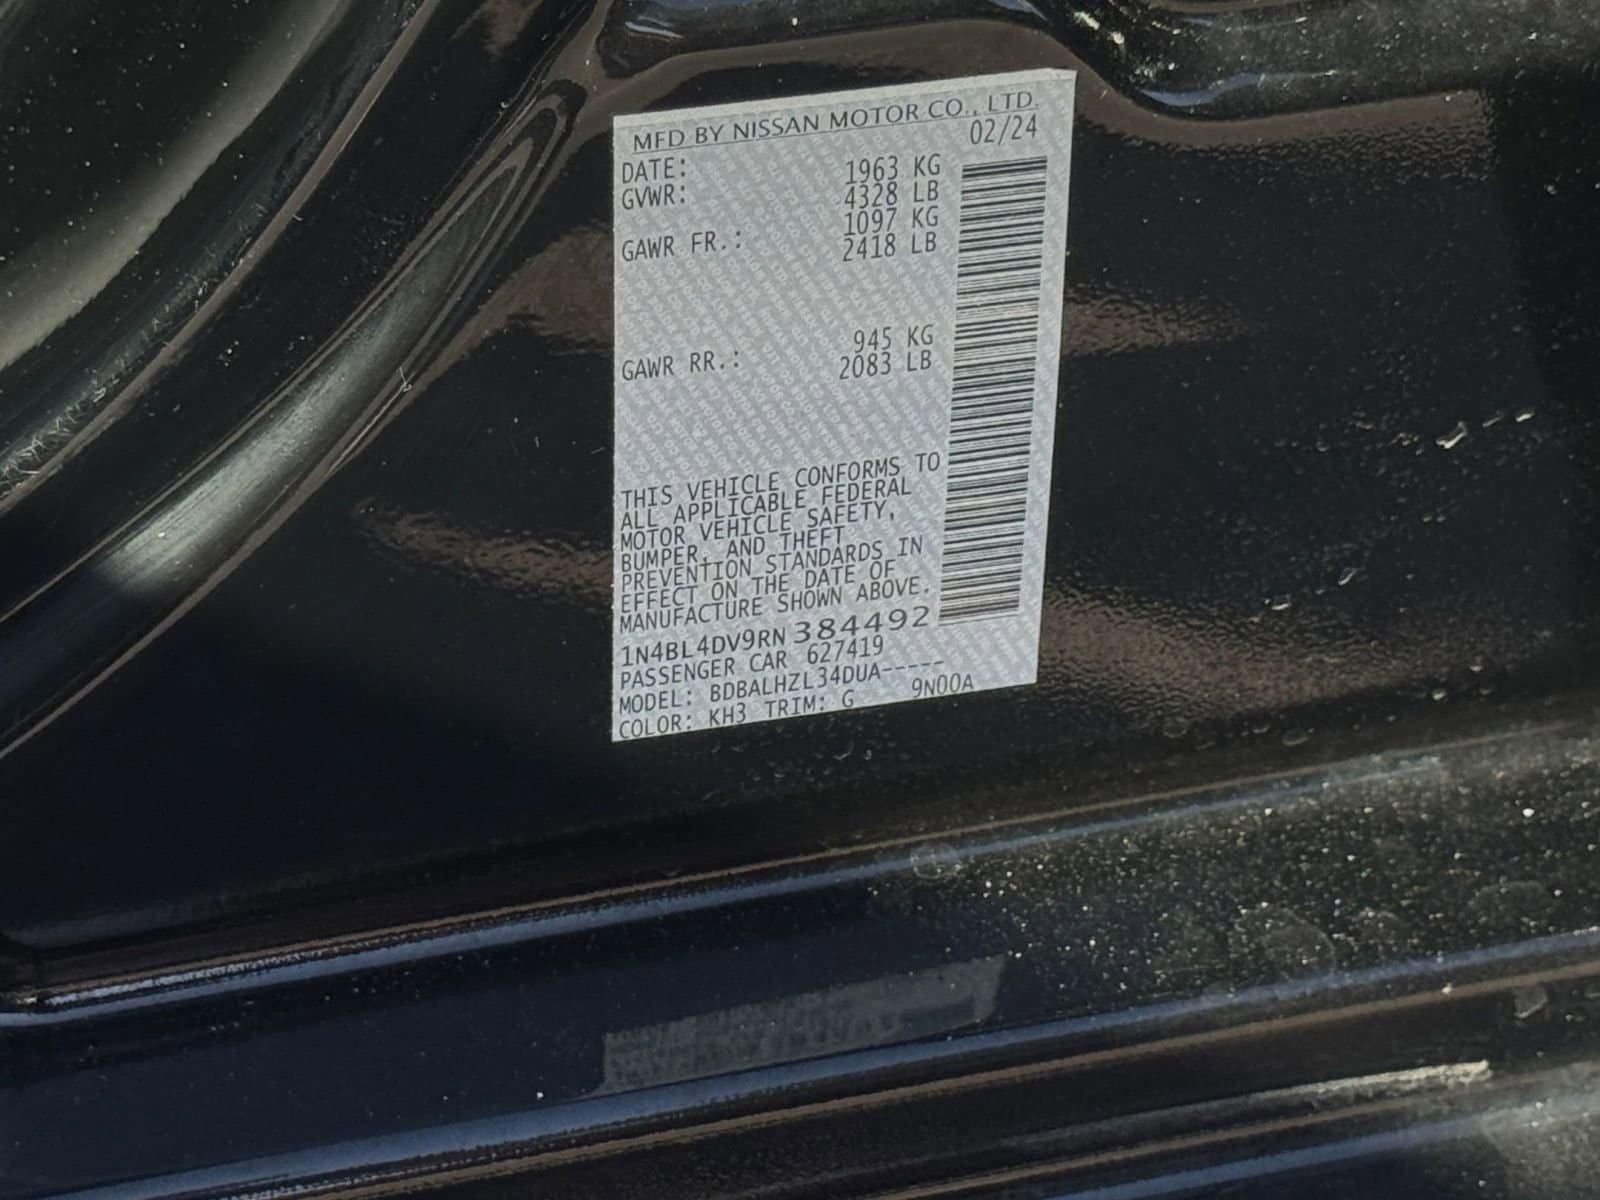 MFD BY NISSAN MOTOR CO., LTD.
DATE: 02/24
GVWR: 1963 KG
4328 LB
GAWR FR.: 1097 KG
2418 LB
GAWR RR.: 945 KG
2083 LB
THIS VEHICLE CONFORMS TO
ALL APPLICABLE FEDERAL
MOTOR VEHICLE SAFETY,
BUMPER, AND THEFT
PREVENTION STANDARDS IN
EFFECT ON THE DATE OF
MANUFACTURE SHOWN ABOVE.
1N4BL4DV9RN384492
PASSENGER CAR 627419
MODEL: BDBALHZL34DUA-----
COLOR: KH3 TRIM: G 9N00A